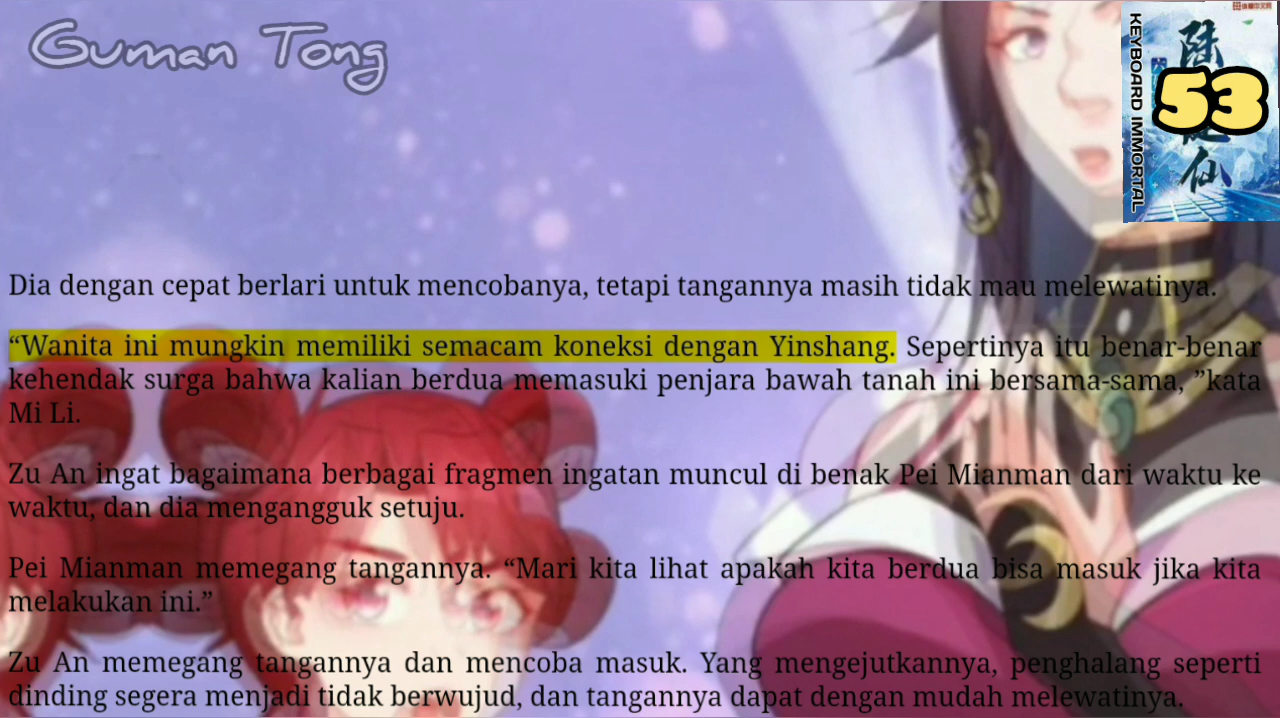 Guman Tong
KEYBOARD IMMORTAL
53
Dia dengan cepat berlari untuk mencobanya, tetapi tangannya masih tidak mau melewatinya.
“Wanita ini mungkin memiliki semacam koneksi dengan Yinshang. Sepertinya itu benar-benar
kehendak surga bahwa kalian berdua memasuki penjara bawah tanah ini bersama-sama, ”kata
Mi Li.
Zu An ingat bagaimana berbagai fragmen ingatan muncul di benak Pei Mianman dari waktu ke
waktu, dan dia mengangguk setuju.
Pei Mianman memegang tangannya. “Mari kita lihat apakah kita berdua bisa masuk jika kita
melakukan ini.”
Zu An memegang tangannya dan mencoba masuk. Yang mengejutkannya, penghalang seperti
dinding segera menjadi tidak berwujud, dan tangannya dapat dengan mudah melewatinya.